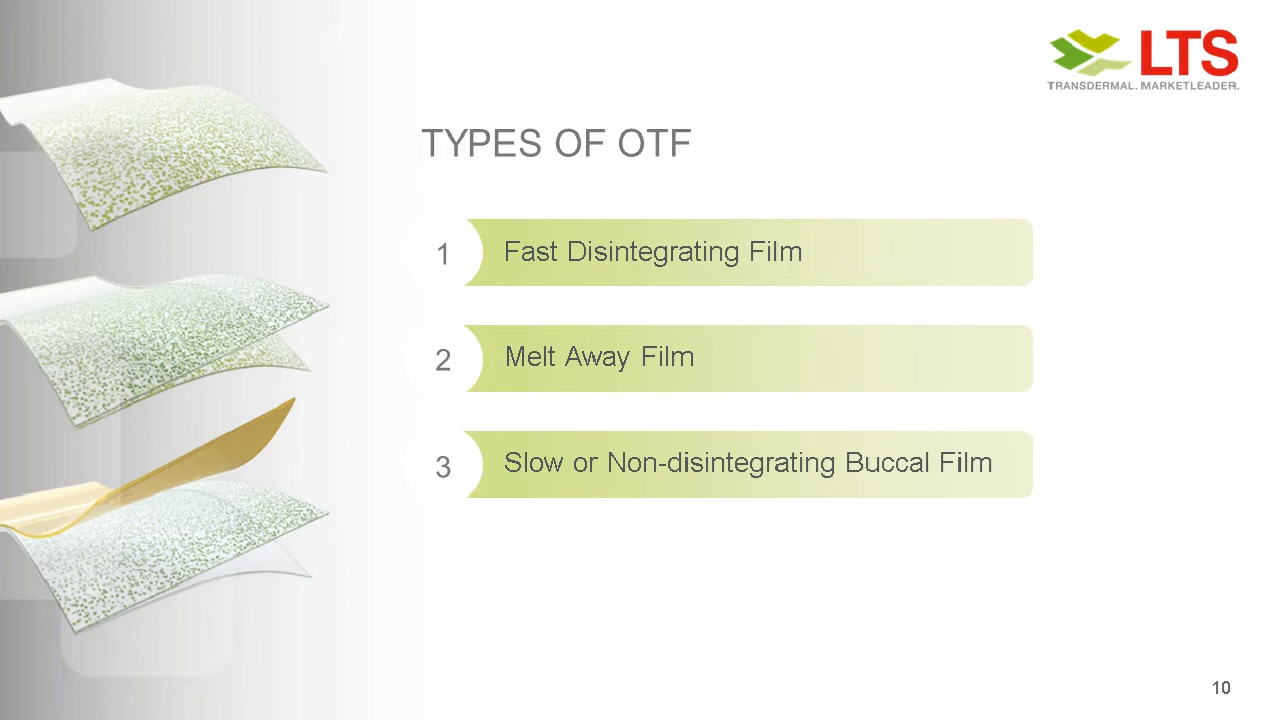 LTS
TRANSDERMAL. MARKETLEADER.
TYPES OF OTF
1 Fast Disintegrating Film
2 Melt Away Film
3 Slow or Non-disintegrating Buccal Film
10